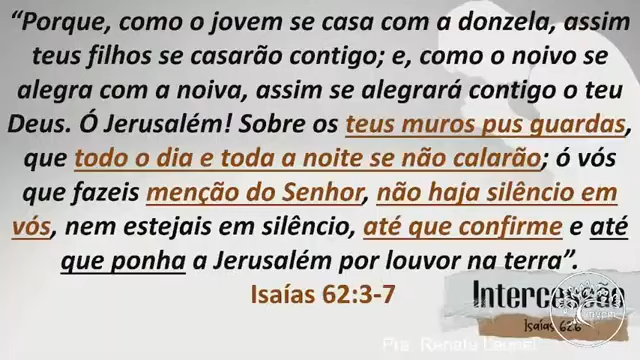 “Porque, como o jovem se casa com a donzela, assim
teus filhos se casarão contigo; e, como o noivo se
alegra com a noiva, assim se alegrará contigo o teu
Deus. Ó Jerusalém! Sobre os teus muros pus guardas,
que todo o dia e toda a noite se não calarão; ó vós
que fazeis menção do Senhor, não haja silêncio em
vós, nem estejais em silêncio, até que confirme e até
que ponha a Jerusalém por louvor na terra”.
Isaías 62:3-7
Intercessão
Isaías 62:6
Pra. Renata